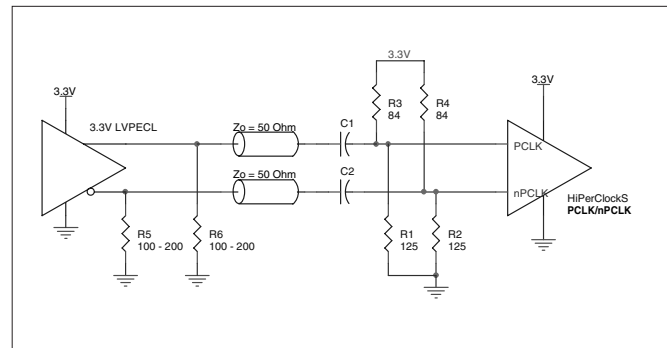 3.3V
3.3V LVPECL
Zo = 50 Ohm
Zo = 50 Ohm
C1
C2
3.3V
R3
84
R4
84
3.3V
PCLK
nPCLK
HiPerClockS
PCLK/nPCLK
R5
100 - 200
R6
100 - 200
R1
125
R2
125